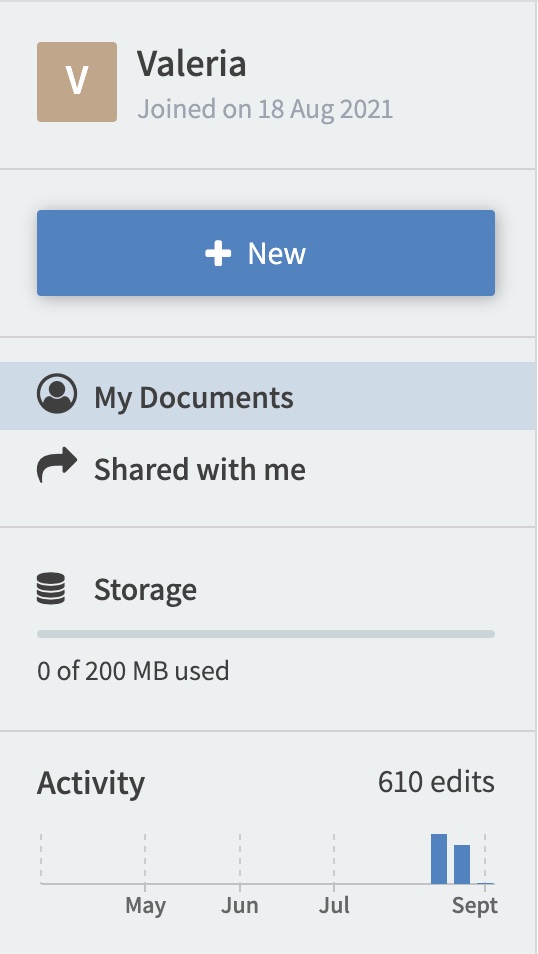 V
Valeria
Joined on 18 Aug 2021
New
My Documents
Shared with me
Storage
0 of 200 MB used
Activity 610 edits
May Jun Jul Sept